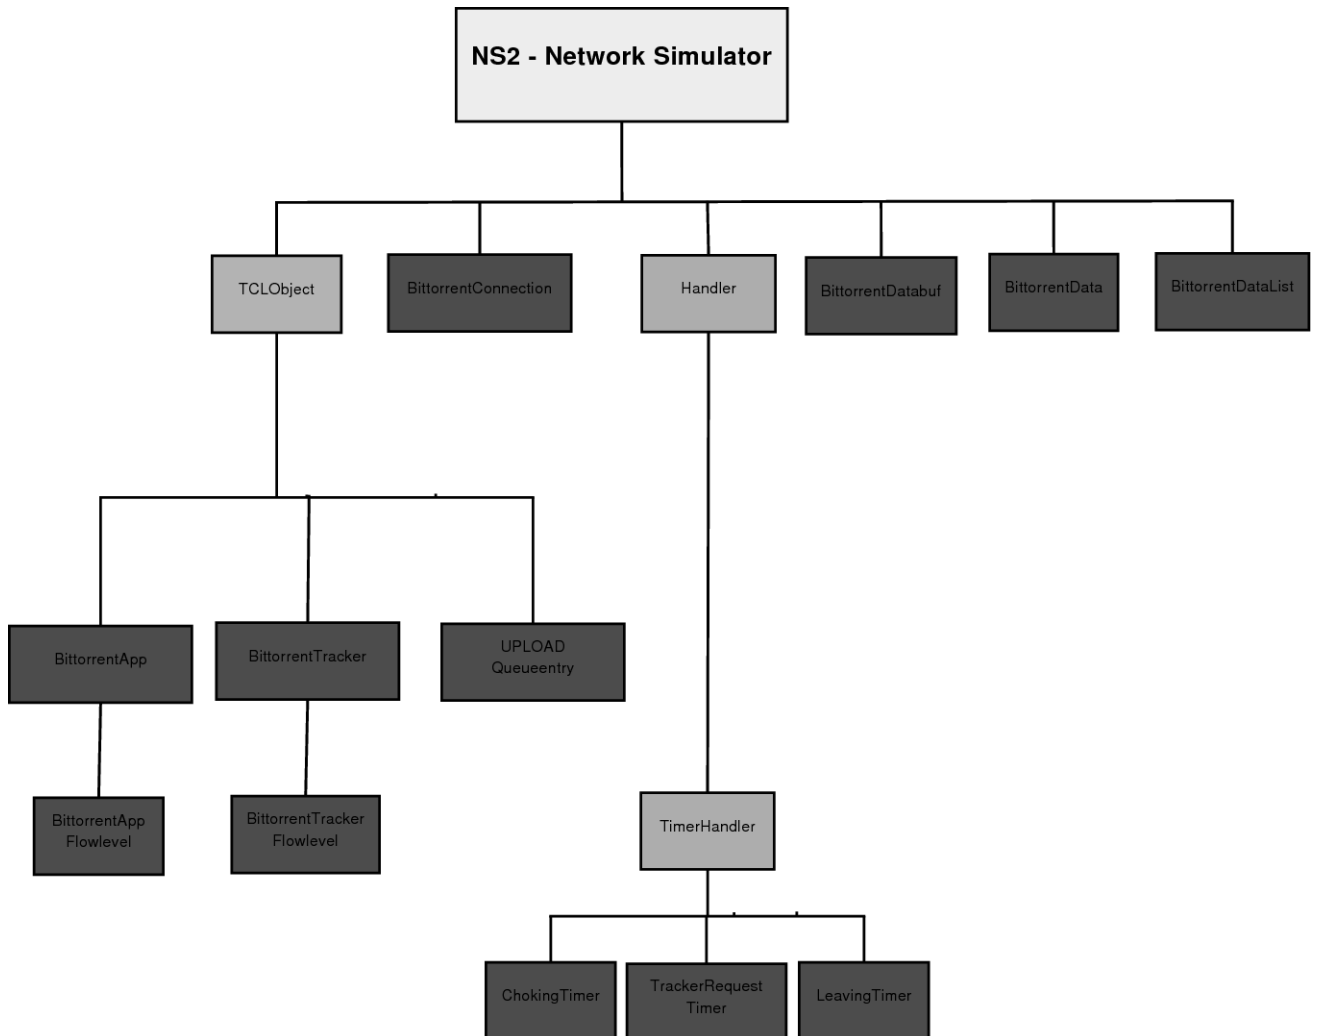 NS2 - Network Simulator
TCLObject
BittorrentConnection
Handler
BittorrentDatabuf
BittorrentData
BittorrentDataList
BittorrentApp
BittorrentTracker
UPLOAD
Queueentry
BittorrentApp
Flowlevel
BittorrentTracker
Flowlevel
TimerHandler
ChokingTimer
TrackerRequest
Timer
LeavingTimer